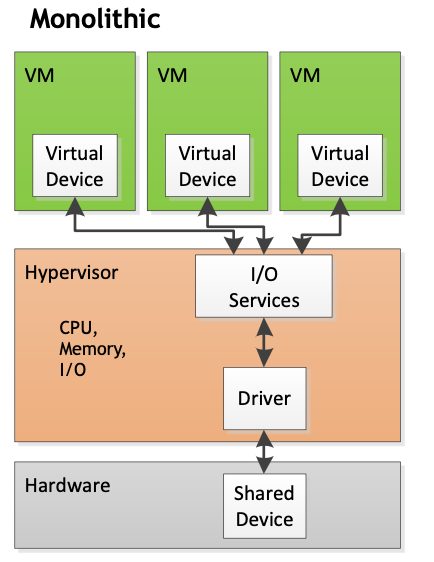 Monolithic
VM
VM
VM
Virtual
Device
Virtual
Device
Virtual
Device
Hypervisor
I/O
Services
CPU,
Memory,
I/O
Driver
Hardware
Shared
Device